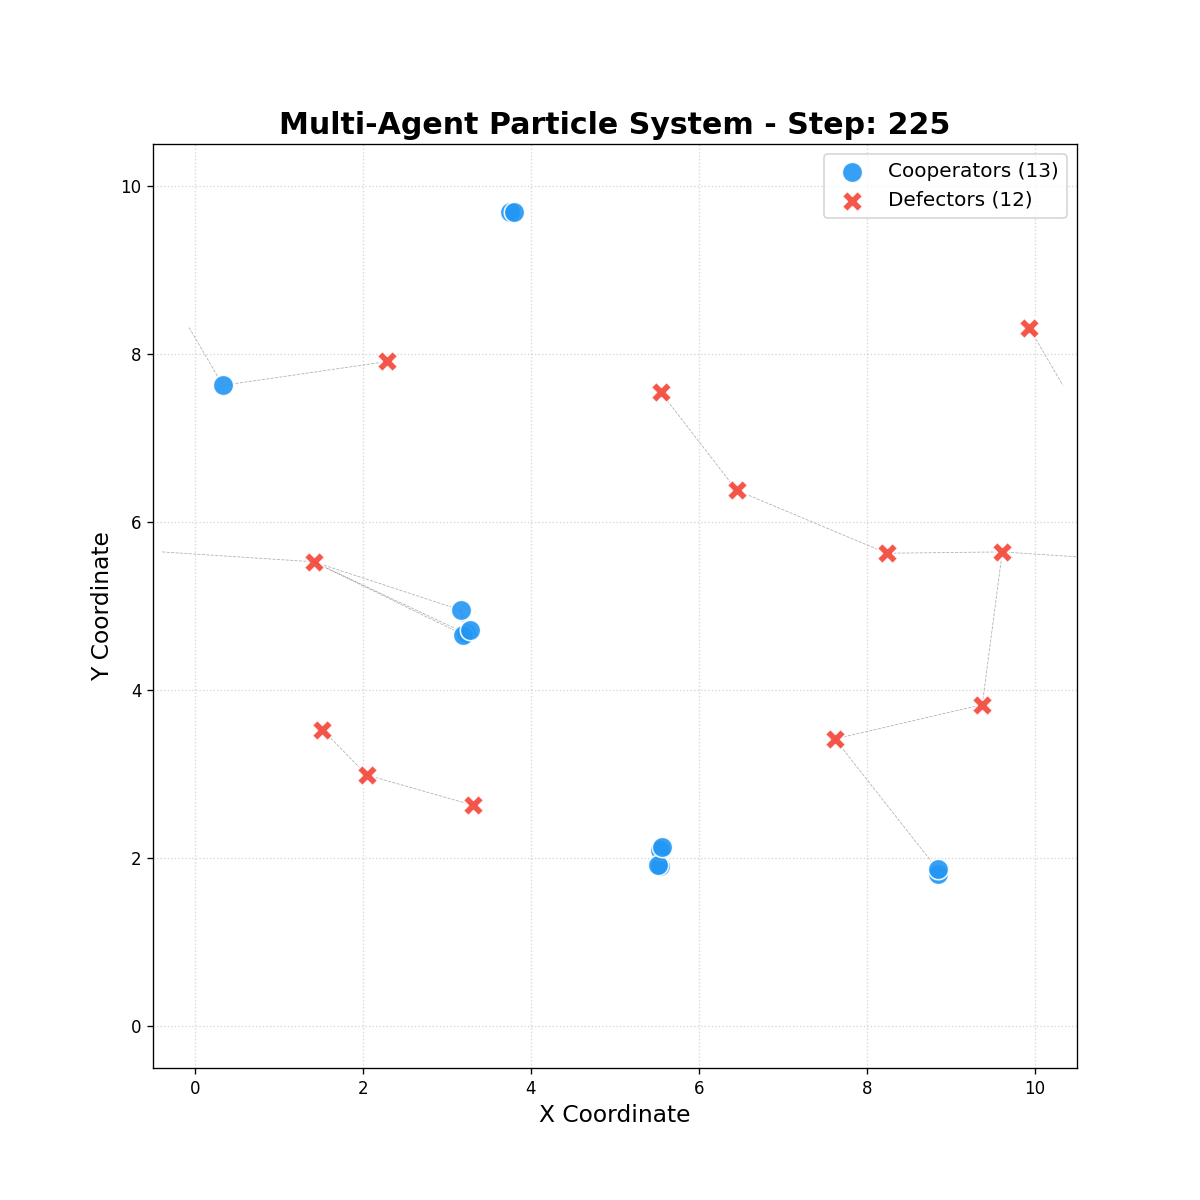 Multi-Agent Particle System - Step: 225
Cooperators (13)
Defectors (12)
10
8
6
4
2
0
Y Coordinate
0 2 4 6 8 10
X Coordinate